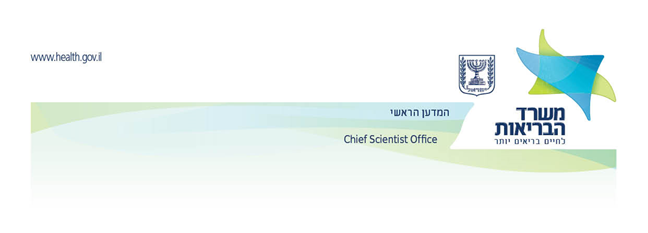 www.health.gov.il
המדען הראשי
Chief Scientist Office
משרד
הבריאות
לחיים בריאים יותר